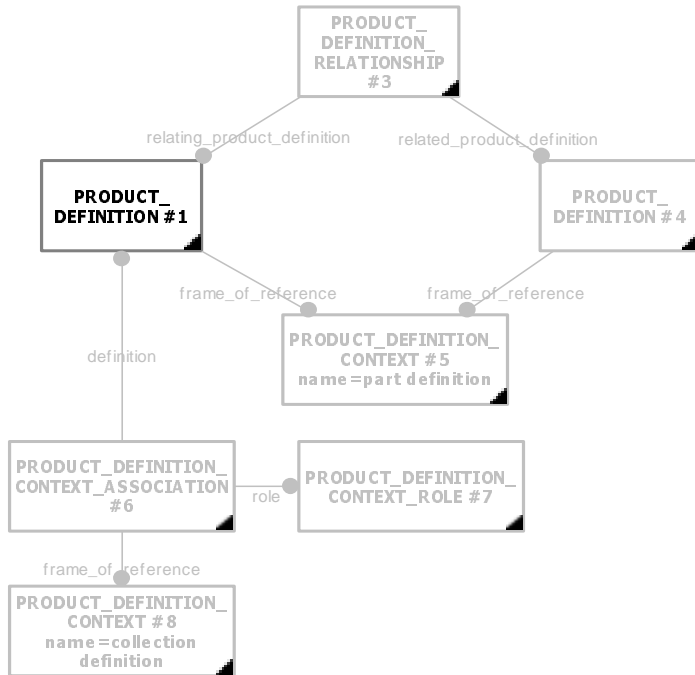 PRODUCT_
DEFINITION_
RELATIONSHIP
#3
relating_product_definition
related_product_definition
PRODUCT_
DEFINITION #1
PRODUCT_
DEFINITION #4
frame_of_reference
frame_of_reference
PRODUCT_DEFINITION_
CONTEXT #5
name=part definition
definition
PRODUCT_DEFINITION_
CONTEXT_ASSOCIATION
#6
role
PRODUCT_DEFINITION_
CONTEXT_ROLE #7
frame_of_reference
PRODUCT_DEFINITION_
CONTEXT #8
name=collection
definition